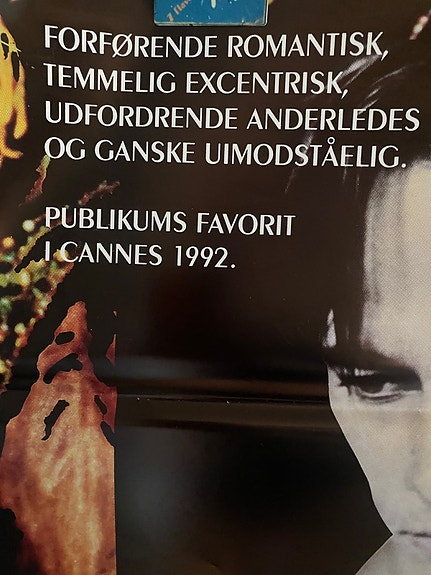 FORFØRENDE ROMANTISK,
TEMMELIG EXCENTRISK,
UDFORDRENDE ANDERLEDES
OG GANSKE UIMODSTÅELIG.
PUBLIKUMS FAVORIT
I CANNES 1992.